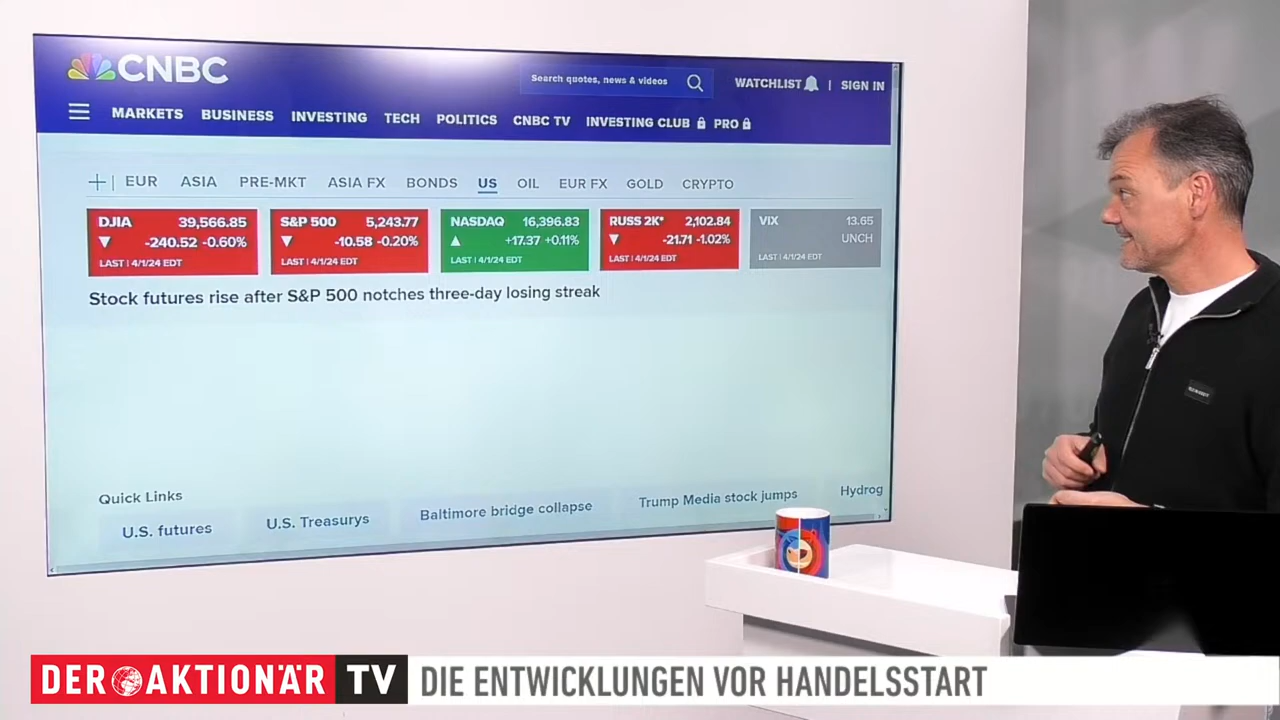 CNBC
Search quotes, news & videos
WATCHLIST | SIGN IN
MARKETS BUSINESS INVESTING TECH POLITICS CNBC TV INVESTING CLUB PRO
+ | EUR ASIA PRE-MKT ASIA FX BONDS US OIL EUR FX GOLD CRYPTO
DJIA 39,566.85
▼ -240.52 -0.60%
LAST | 4/1/24 EDT
S&P 500 5,243.77
▼ -10.58 -0.20%
LAST | 4/1/24 EDT
NASDAQ 16,396.83
▲ +17.37 +0.11%
LAST | 4/1/24 EDT
RUSS 2K* 2,102.84
▼ -21.71 -1.02%
LAST | 4/1/24 EDT
VIX 13.65
UNCH
LAST | 4/1/24 EDT
Stock futures rise after S&P 500 notches three-day losing streak
Quick Links
U.S. futures U.S. Treasurys Baltimore bridge collapse Trump Media stock jumps Hydrog
DER AKTIONÄR TV
DIE ENTWICKLUNGEN VOR HANDELSSTART